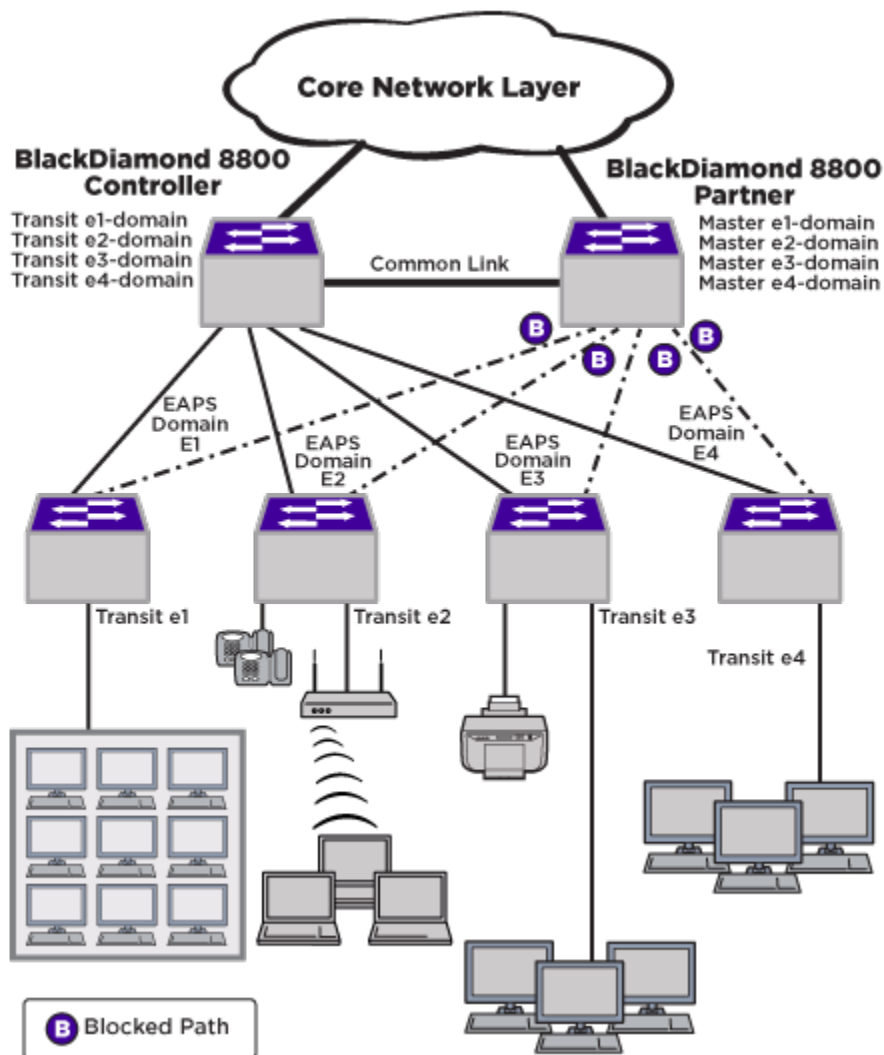 Core Network Layer
BlackDiamond 8800
Controller
Transit e1-domain
Transit e2-domain
Transit e3-domain
Transit e4-domain
BlackDiamond 8800
Partner
Master e1-domain
Master e2-domain
Master e3-domain
Master e4-domain
Common Link
B
B
B
B
EAPS
Domain
E1
EAPS
Domain
E2
EAPS
Domain
E3
EAPS
Domain
E4
Transit e1
Transit e2
Transit e3
Transit e4
B Blocked Path